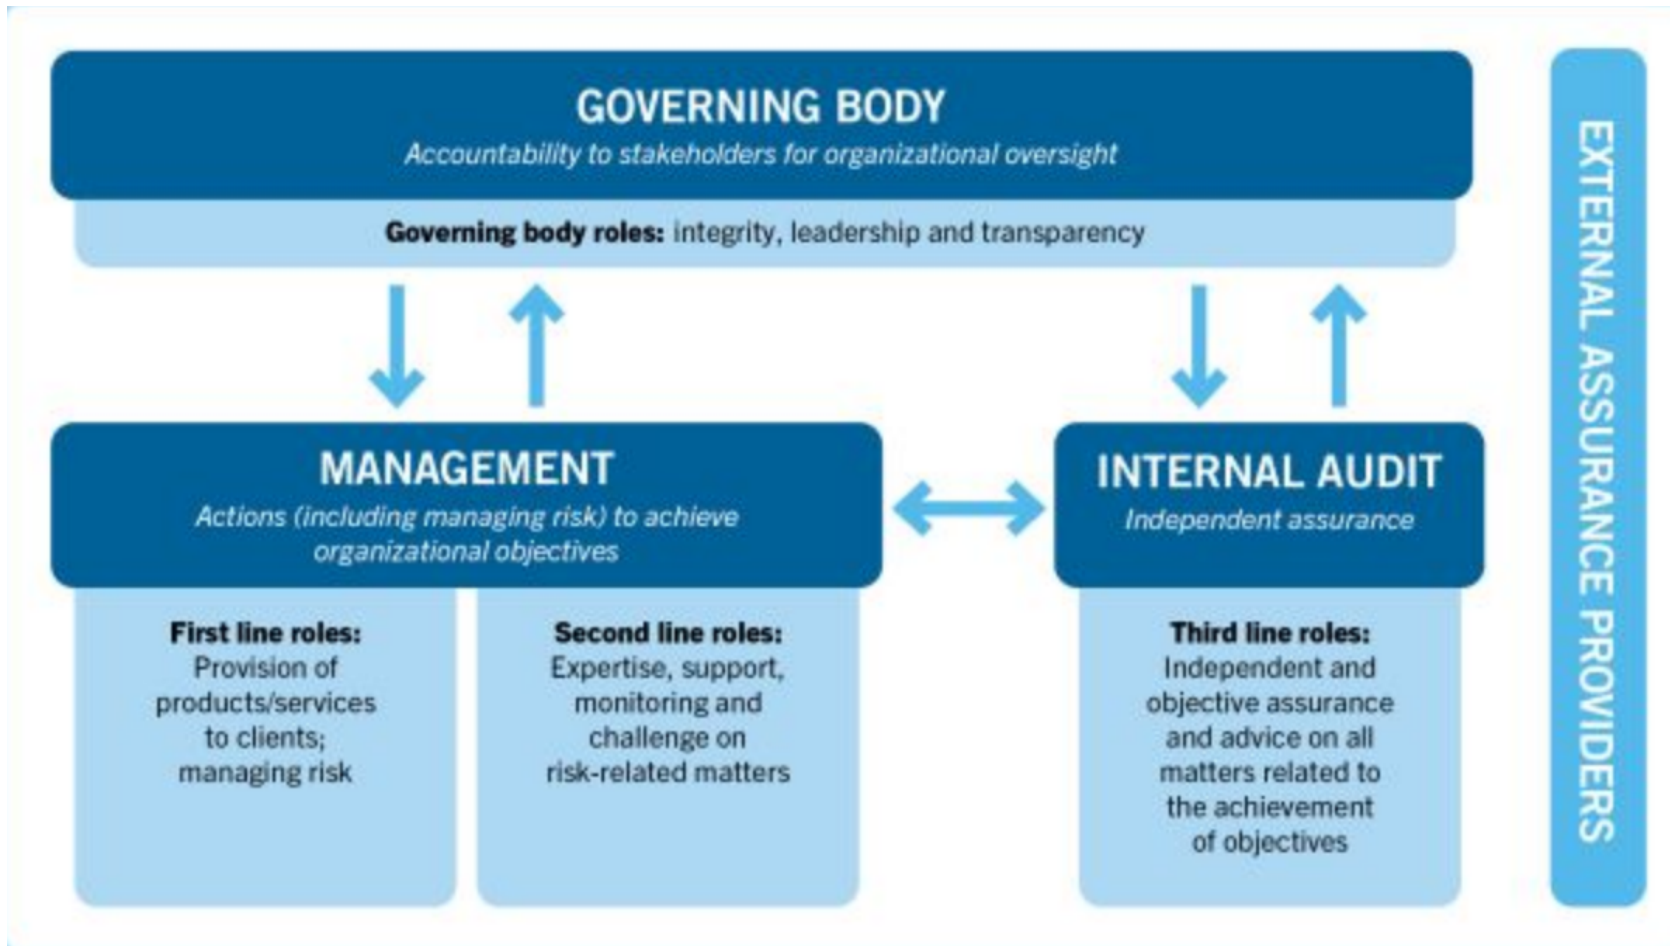 GOVERNING BODY
Accountability to stakeholders for organizational oversight
Governing body roles: integrity, leadership and transparency
MANAGEMENT
Actions (including managing risk) to achieve
organizational objectives
First line roles:
Provision of
products/services
to clients;
managing risk
Second line roles:
Expertise, support,
monitoring and
challenge on
risk-related matters
INTERNAL AUDIT
Independent assurance
Third line roles:
Independent and
objective assurance
and advice on all
matters related to
the achievement
of objectives
EXTERNAL ASSURANCE PROVIDERS